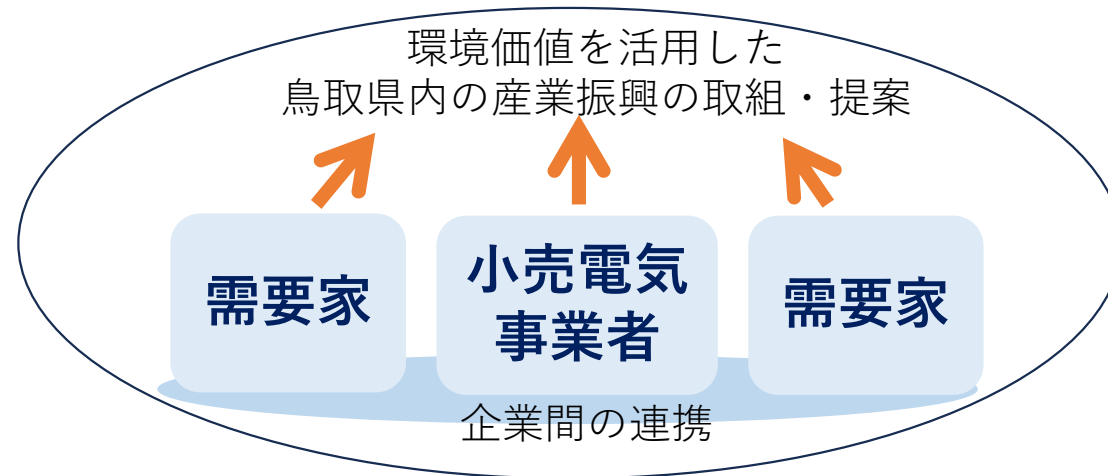 環境価値を活用した
鳥取県内の産業振興の取組・提案
需要家
小売電気
事業者
需要家
企業間の連携